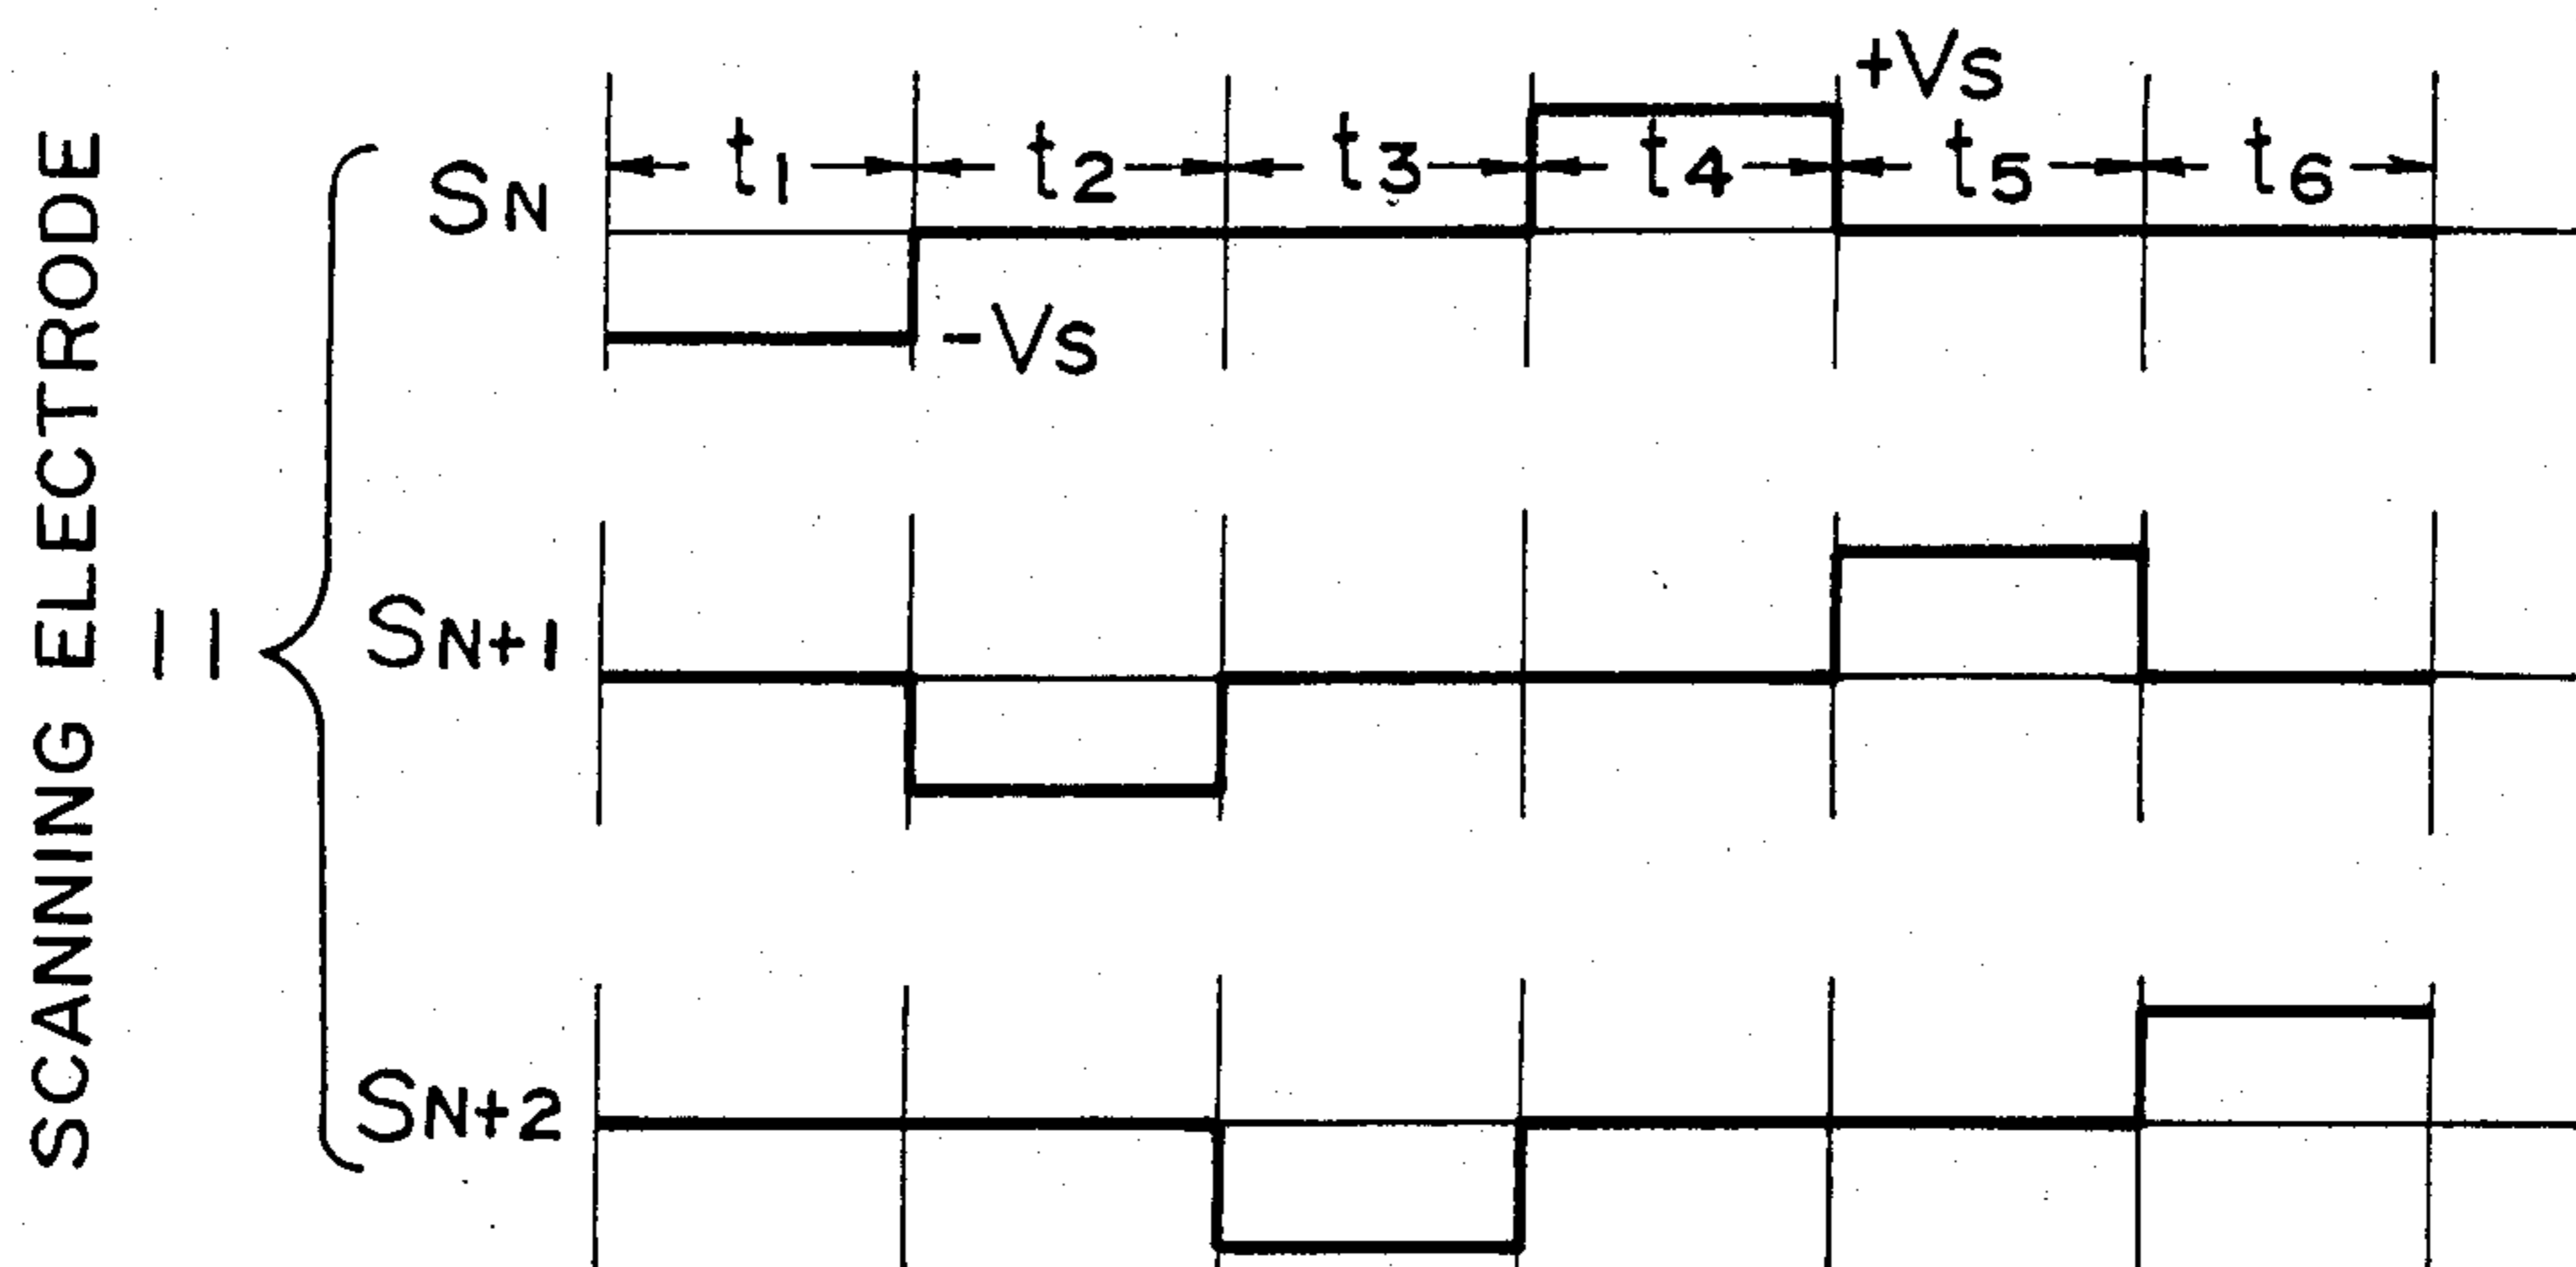 SCANNING ELECTRODE 11
+Vs
t1 t2 t3 t4 t5 t6
SN
-Vs
SN+1
SN+2